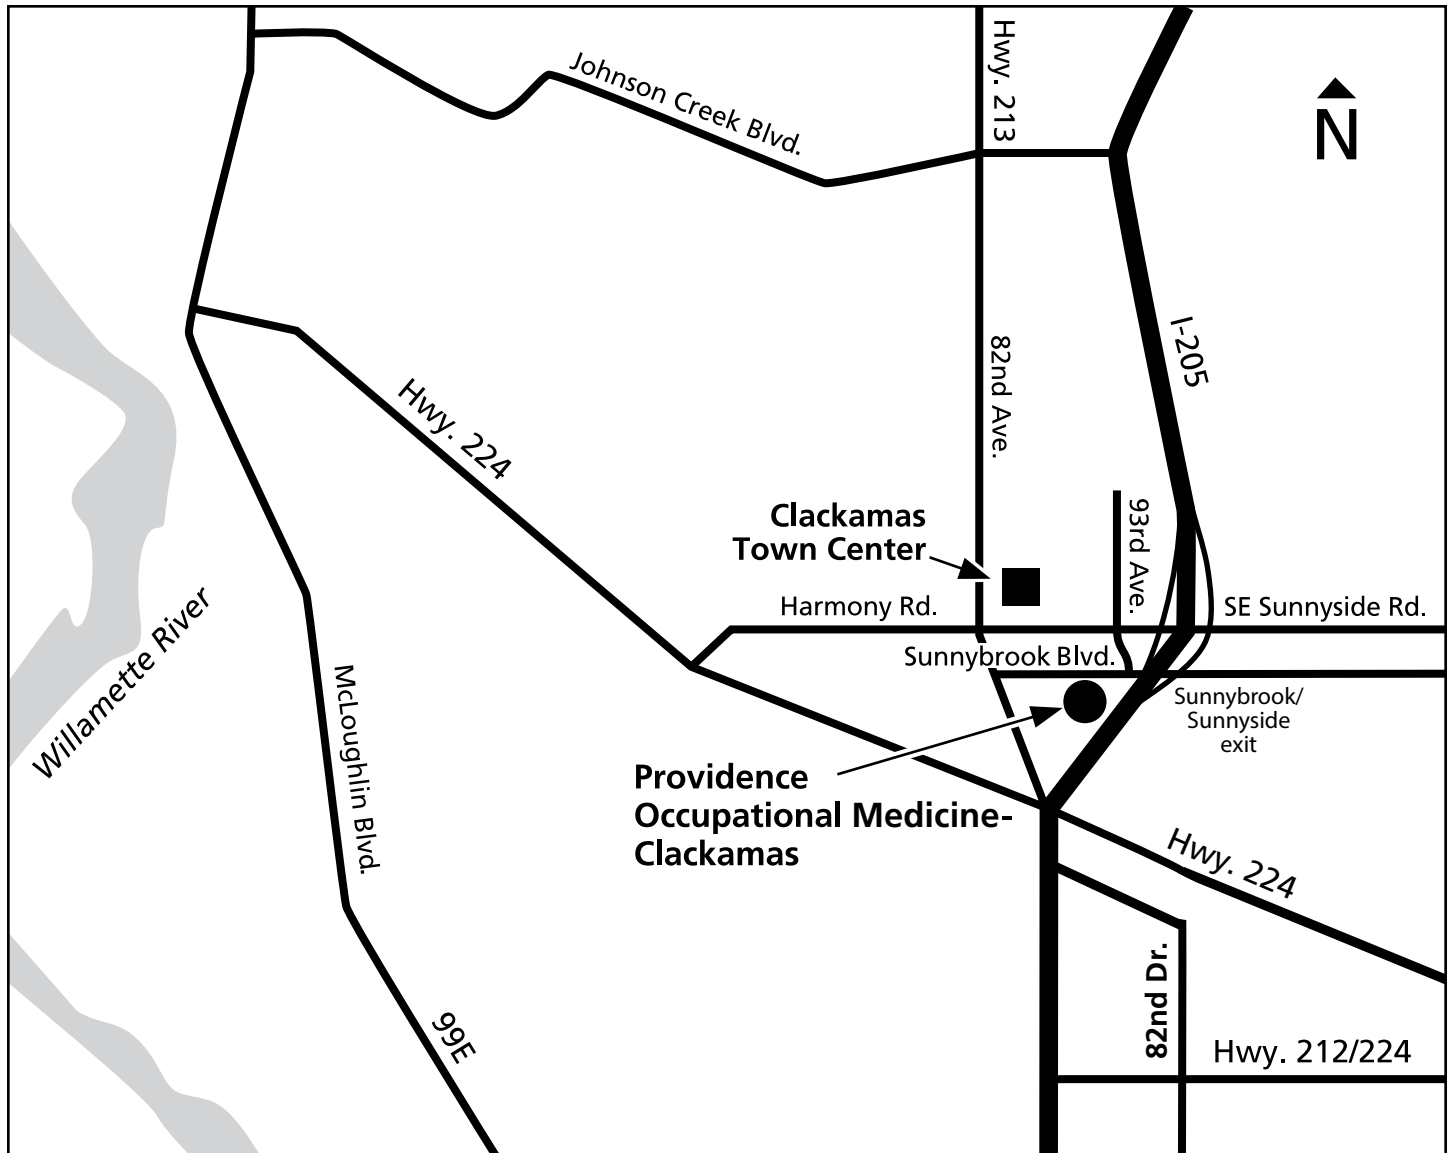 Johnson Creek Blvd.
Hwy. 213
N
I-205
82nd Ave.
Hwy. 224
Clackamas
Town Center
93rd Ave.
Harmony Rd.
SE Sunnyside Rd.
Sunnybrook Blvd.
Sunnybrook/
Sunnyside
exit
Willamette River
McLoughlin Blvd.
Providence
Occupational Medicine-
Clackamas
Hwy. 224
82nd Dr.
99E
Hwy. 212/224